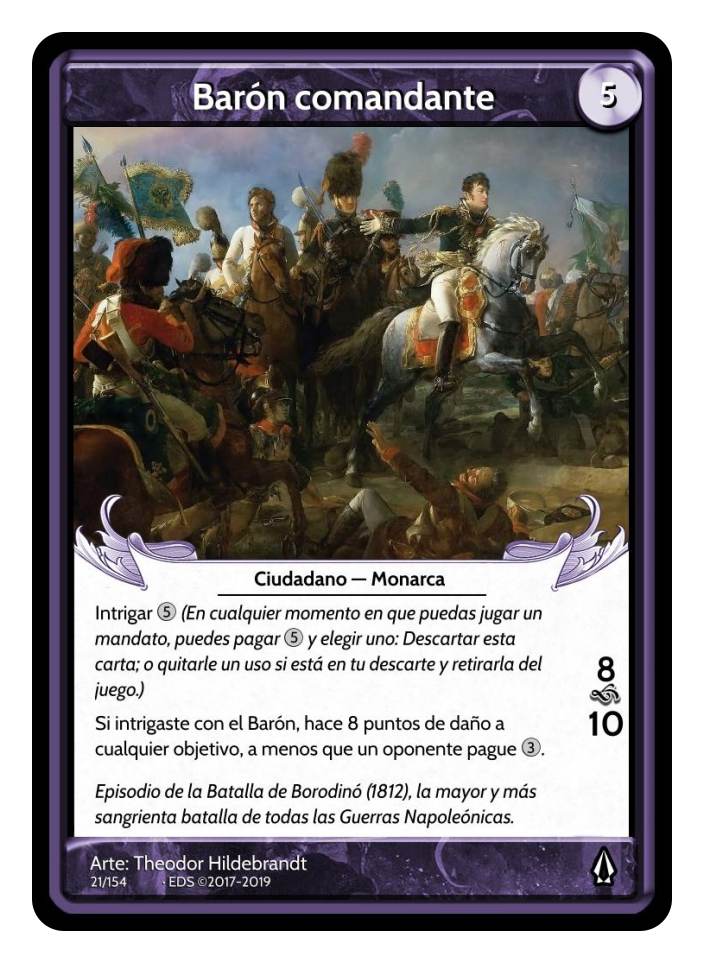 Barón comandante
5
Ciudadano — Monarca
Intrigar 5 (En cualquier momento en que puedas jugar un
mandato, puedes pagar 5 y elegir uno: Descartar esta
carta; o quitarle un uso si está en tu descarte y retirarla del
juego.)
Si intrigaste con el Barón, hace 8 puntos de daño a
cualquier objetivo, a menos que un oponente pague 3.
8
10
Episodio de la Batalla de Borodinó (1812), la mayor y más
sangrienta batalla de todas las Guerras Napoleónicas.
Arte: Theodor Hildebrandt
21/154 · EDS ©2017-2019